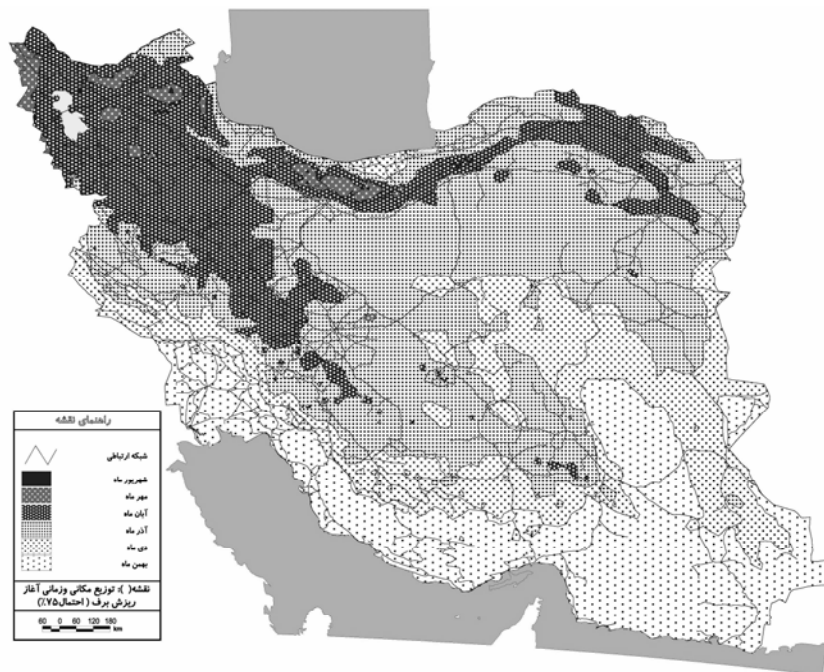 راهنمای نقشه
شبکه ارتباطی
شهریور ماه
مهر ماه
آبان ماه
آذر ماه
دی ماه
بهمن ماه
نقشه( ): توزیع مکانی وزمانی آغاز
ریزش برف ( احتمال۷۵٪)
60 0 60 120 180
km